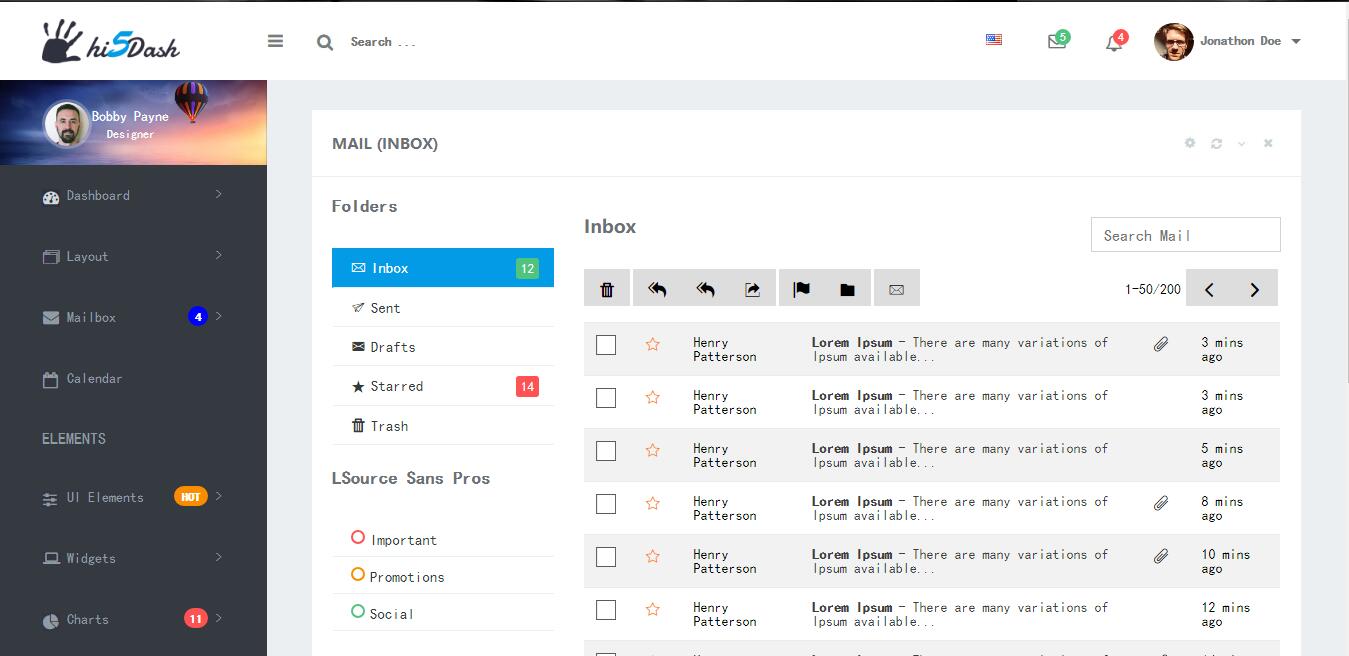 hi5Dash
Search ...
5
4
Jonathon Doe
Bobby Payne
Designer
Dashboard
Layout
Mailbox 4
Calendar
ELEMENTS
UI Elements HOT
Widgets
Charts 11
MAIL (INBOX)
Folders
Inbox 12
Sent
Drafts
Starred 14
Trash
LSource Sans Pros
Important
Promotions
Social
Inbox
Search Mail
1-50/200
Henry
Patterson
Lorem Ipsum - There are many variations of
Ipsum available...
3 mins
ago
Henry
Patterson
Lorem Ipsum - There are many variations of
Ipsum available...
3 mins
ago
Henry
Patterson
Lorem Ipsum - There are many variations of
Ipsum available...
5 mins
ago
Henry
Patterson
Lorem Ipsum - There are many variations of
Ipsum available...
8 mins
ago
Henry
Patterson
Lorem Ipsum - There are many variations of
Ipsum available...
10 mins
ago
Henry
Patterson
Lorem Ipsum - There are many variations of
Ipsum available...
12 mins
ago